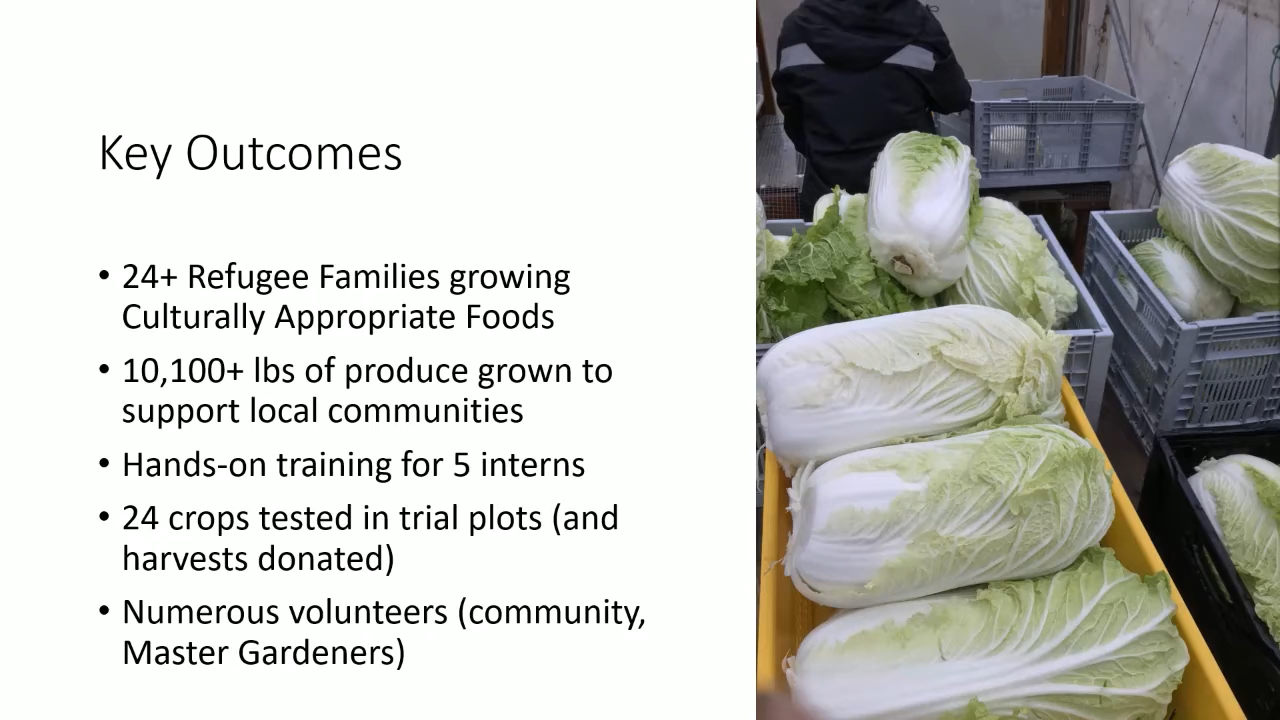 Key Outcomes
• 24+ Refugee Families growing
Culturally Appropriate Foods
• 10,100+ lbs of produce grown to
support local communities
• Hands-on training for 5 interns
• 24 crops tested in trial plots (and
harvests donated)
• Numerous volunteers (community,
Master Gardeners)